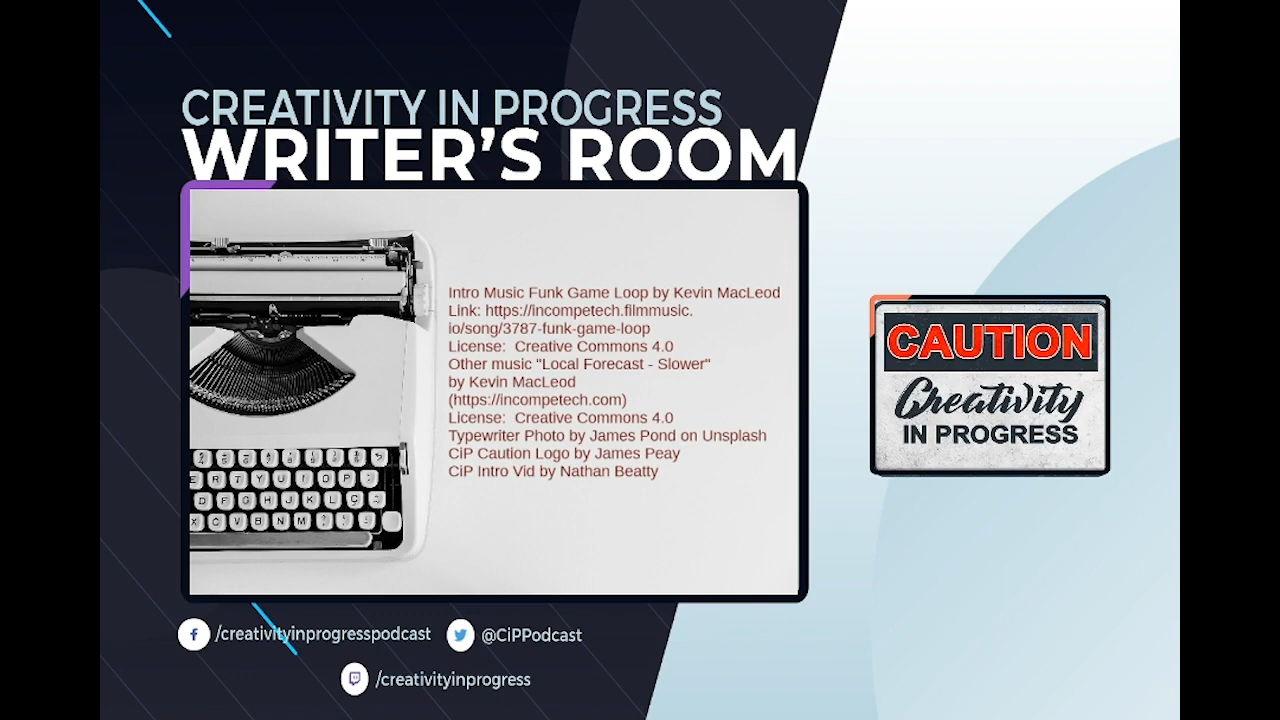 CREATIVITY IN PROGRESS
WRITER'S ROOM
Intro Music Funk Game Loop by Kevin MacLeod
Link: https://incompetech.filmmusic.
io/song/3787-funk-game-loop
License:  Creative Commons 4.0
Other music "Local Forecast - Slower"
by Kevin MacLeod
(https://incompetech.com)
License:  Creative Commons 4.0
Typewriter Photo by James Pond on Unsplash
CiP Caution Logo by James Peay
CiP Intro Vid by Nathan Beatty
E R T Y U I O P
D F G H J K L Ç
X C V B N M
CAUTION
Creativity
IN PROGRESS
/creativityinprogresspodcast
@CiPPodcast
/creativityinprogress